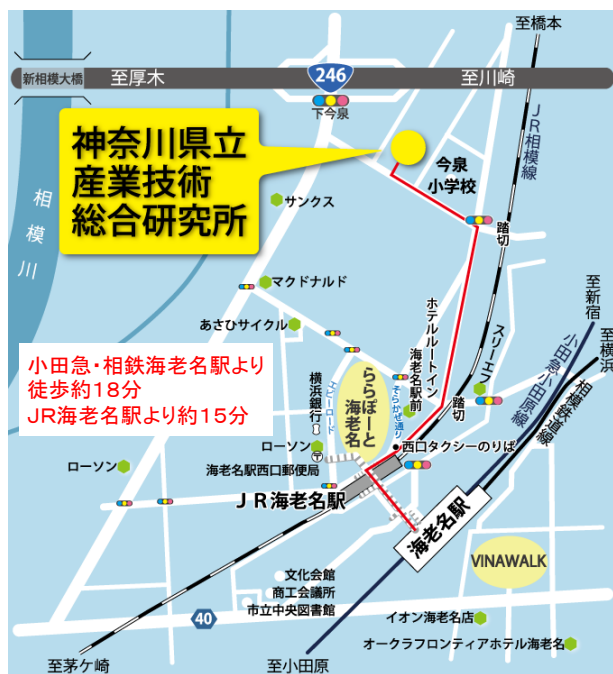 至橋本
新相模大橋
至厚木
246
至川崎
下今泉
JR相模線
神奈川県立
産業技術
総合研究所
今泉
小学校
相模川
サンクス
踏切
マクドナルド
至新宿
至横浜
あさひサイクル
ホテルルートイン
海老名駅前
スリーエフ
小田急小田原線
相模鉄道線
小田急・相鉄海老名駅より
徒歩約18分
JR海老名駅より約15分
横浜銀行
エビーロード
ららぽーと
海老名
そらかぜ通り
踏切
西口タクシーのりば
ローソン
ローソン
海老名駅西口郵便局
JR海老名駅
海老名駅
VINAWALK
文化会館
商工会議所
市立中央図書館
40
イオン海老名店
オークラフロンティアホテル海老名
至茅ケ崎
至小田原